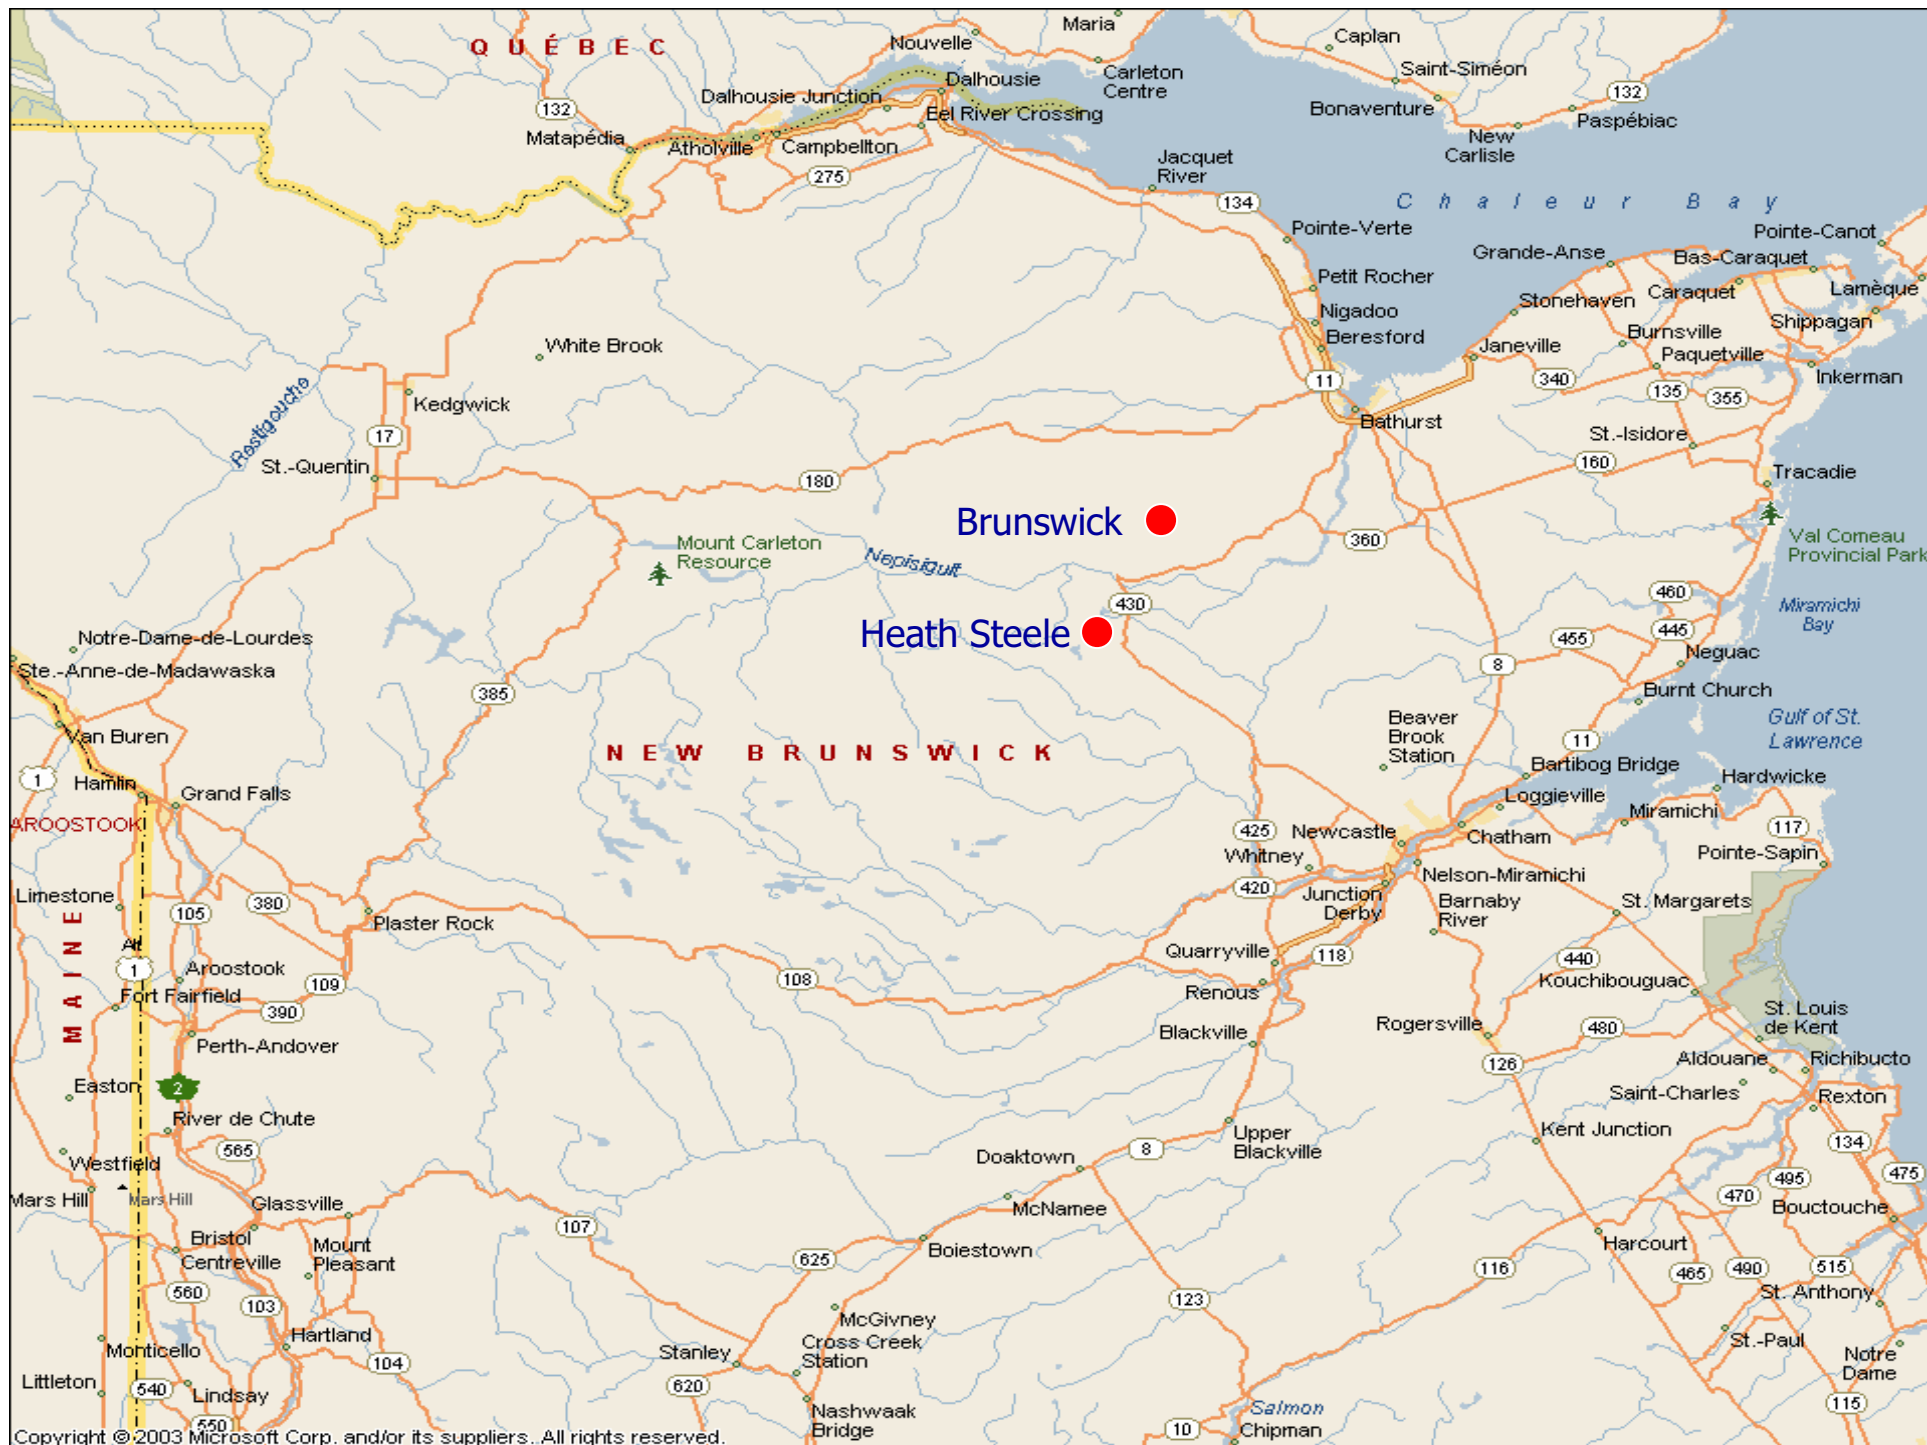 Maria
QUÉBEC
Nouvelle
Caplan
Carleton
Centre
Saint-Siméon
Dalhousie
Dalhousie Junction
132
132
Bonaventure
Eel River Crossing
Paspébiac
New
Carlisle
Matapédia
Atholville
Campbellton
Jacquet
River
275
134
Chaleur Bay
Pointe-Verte
Pointe-Canot
Grande-Anse
Bas-Caraquet
Petit Rocher
Lamèque
Caraquet
Stonehaven
Nigadoo
Shippagan
Burnsville
Beresford
White Brook
Janeville
Paquetville
11
340
Inkerman
135
355
Restigouche
Kedgwick
Bathurst
17
St.-Isidore
St.-Quentin
160
180
Tracadie
Brunswick
360
Mount Carleton
Resource
Val Comeau
Provincial Park
Nepisiguit
430
460
Miramichi
Bay
Heath Steele
445
455
Notre-Dame-de-Lourdes
Neguac
8
Ste.-Anne-de-Madawaska
385
Burnt Church
Beaver
Brook
Station
Gulf of St.
Lawrence
Van Buren
11
NEW BRUNSWICK
Bartibog Bridge
Hardwicke
1
Hamlin
Grand Falls
Loggieville
Miramichi
AROOSTOOK
425
Newcastle
Chatham
117
Whitney
Pointe-Sapin
Nelson-Miramichi
420
Limestone
Junction
Derby
Barnaby
River
St. Margarets
105
380
Plaster Rock
MAINE
Alt
1
Quarryville
118
440
Aroostook
108
Kouchibouguac
109
Renous
Fort Fairfield
390
St. Louis
de Kent
Rogersville
480
Blackville
Perth-Andover
Aldouane
Richibucto
126
Easton
2
Saint-Charles
Rexton
River de Chute
Upper
Blackville
Kent Junction
134
565
8
Doaktown
Westfield
475
495
Mars Hill
Mars Hill
Glassville
470
McNamee
Bouctouche
107
Bristol
Mount
Pleasant
Boiestown
Harcourt
Centreville
625
116
465
490
515
560
St. Anthony
103
123
McGivney
Hartland
St.-Paul
Cross Creek
Station
Monticello
Stanley
104
Notre
Dame
Littleton
540
Lindsay
620
115
Nashwaak
Bridge
Salmon
550
10
Chipman
Copyright © 2003 Microsoft Corp. and/or its suppliers. All rights reserved.